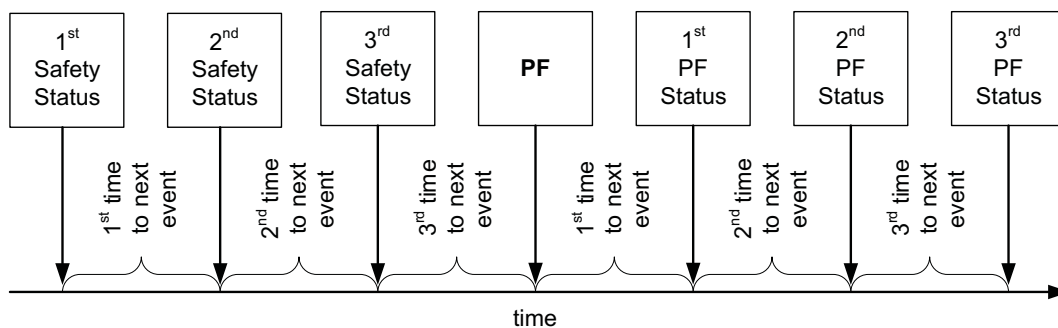 1st
Safety
Status
2nd
Safety
Status
3rd
Safety
Status
PF
1st
PF
Status
2nd
PF
Status
3rd
PF
Status
1st time
to next
event
2nd time
to next
event
3rd time
to next
event
1st time
to next
event
2nd time
to next
event
3rd time
to next
event
time